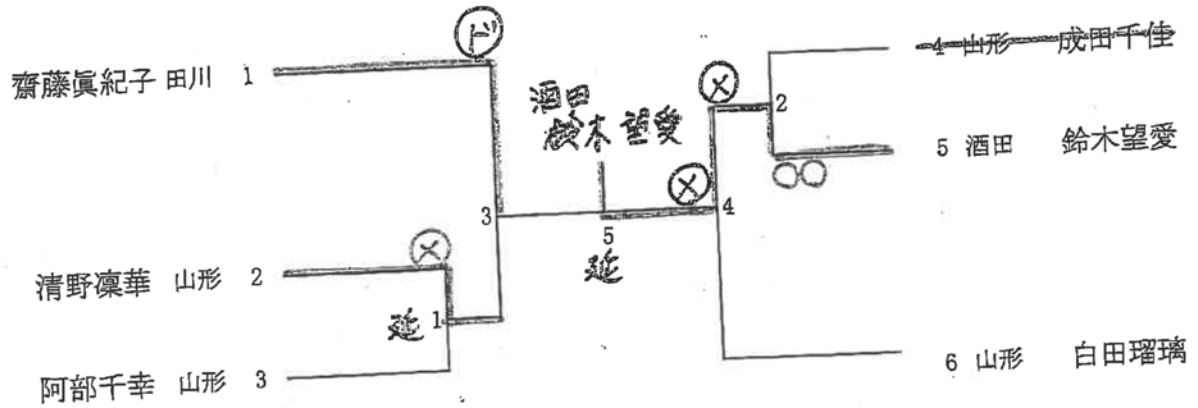 ド
齋藤眞紀子 田川 1
4 山形 成田千佳
メ
2
酒田
鈴木 望愛
5 酒田 鈴木望愛
○○
メ
3
4
5
延
メ
清野凜華 山形 2
延 1
6 山形 白田瑠璃
阿部千幸 山形 3